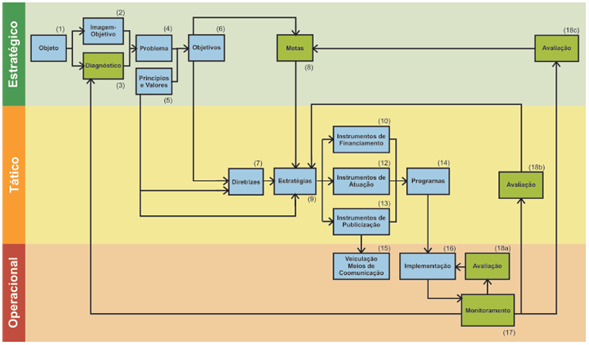 Estratégico
(1)
Objeto
(2)
Imagem-
Objetivo
Diagnóstico
(3)
(4)
Problema
Princípios
e Valores
(5)
(6)
Objetivos
Metas
(8)
(18c)
Avaliação
Tático
(7)
Diretrizes
Estratégias
(9)
(10)
Instrumentos de
Financiamento
(12)
Instrumentos de
Atuação
(13)
Instrumentos de
Publicização
(14)
Programas
(18b)
Avaliação
Operacional
(15)
Veiculação
Meios de
Coomunicação
(16)
Implementação
(18a)
Avaliação
Monitoramento
(17)